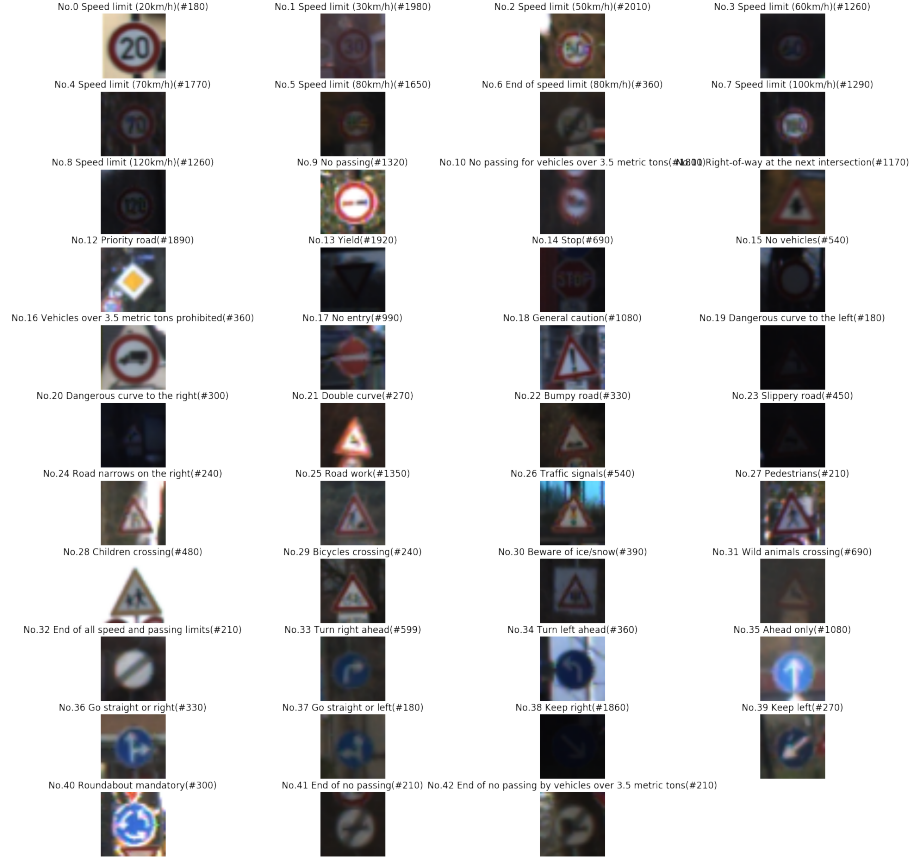 No.0 Speed limit (20km/h)(#180)
No.1 Speed limit (30km/h)(#1980)
No.2 Speed limit (50km/h)(#2010)
No.3 Speed limit (60km/h)(#1260)
20
30
50
60
No.4 Speed limit (70km/h)(#1770)
No.5 Speed limit (80km/h)(#1650)
No.6 End of speed limit (80km/h)(#360)
No.7 Speed limit (100km/h)(#1290)
70
100
No.8 Speed limit (120km/h)(#1260)
No.9 No passing(#1320)
No.10 No passing for vehicles over 3.5 metric tons
Right-of-way at the next intersection(#1170)
120
No.12 Priority road(#1890)
No.13 Yield(#1920)
No.14 Stop(#690)
No.15 No vehicles(#540)
STOP
No.16 Vehicles over 3.5 metric tons prohibited(#360)
No.17 No entry(#990)
No.18 General caution(#1080)
No.19 Dangerous curve to the left(#180)
No.20 Dangerous curve to the right(#300)
No.21 Double curve(#270)
No.22 Bumpy road(#330)
No.23 Slippery road(#450)
No.24 Road narrows on the right(#240)
No.25 Road work(#1350)
No.26 Traffic signals(#540)
No.27 Pedestrians(#210)
No.28 Children crossing(#480)
No.29 Bicycles crossing(#240)
No.30 Beware of ice/snow(#390)
No.31 Wild animals crossing(#690)
No.32 End of all speed and passing limits(#210)
No.33 Turn right ahead(#599)
No.34 Turn left ahead(#360)
No.35 Ahead only(#1080)
No.36 Go straight or right(#330)
No.37 Go straight or left(#180)
No.38 Keep right(#1860)
No.39 Keep left(#270)
No.40 Roundabout mandatory(#300)
No.41 End of no passing(#210)
No.42 End of no passing by vehicles over 3.5 metric tons(#210)